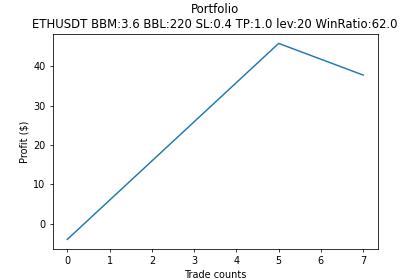 Portfolio
ETHUSDT BBM:3.6 BBL:220 SL:0.4 TP:1.0 lev:20 WinRatio:62.0
40
30
20
10
0
Profit ($)
0 1 2 3 4 5 6 7
Trade counts